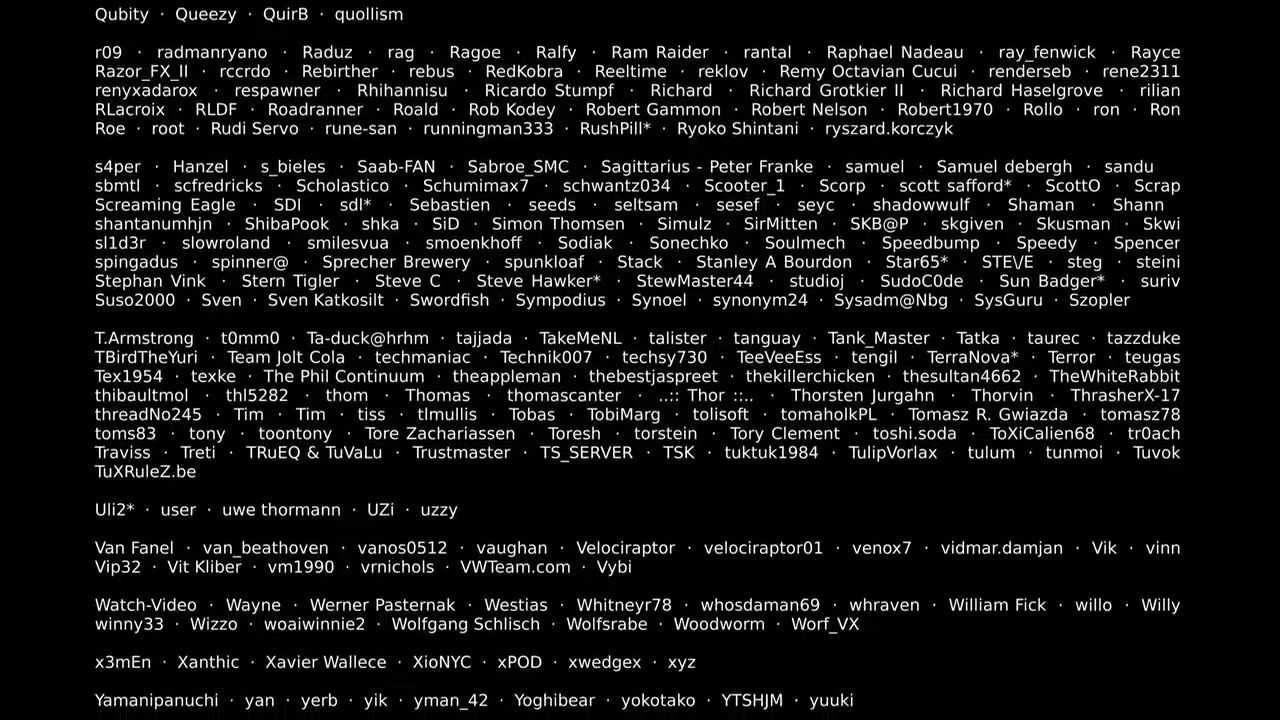 Qubity · Queezy · QuirB · quollism
r09 · radmanryano · Raduz · rag · Ragoe · Ralfy · Ram Raider · rantal · Raphael Nadeau · ray_fenwick · Rayce
Razor_FX_II · rccrdo · Rebirther · rebus · RedKobra · Reeltime · reklov · Remy Octavian Cucui · renderseb · rene2311
renyxadarox · respawner · Rhihannisu · Ricardo Stumpf · Richard · Richard Grotkier II · Richard Haselgrove · rilian
RLacroix · RLDF · Roadranner · Roald · Rob Kodey · Robert Gammon · Robert Nelson · Robert1970 · Rollo · ron · Ron
Roe · root · Rudi Servo · rune-san · runningman333 · RushPill* · Ryoko Shintani · ryszard.korczyk
s4per · Hanzel · s_bieles · Saab-FAN · Sabroe_SMC · Sagittarius - Peter Franke · samuel · Samuel debergh · sandu
sbmtl · scfredricks · Scholastico · Schumimax7 · schwantz034 · Scooter_1 · Scorp · scott safford* · ScottO · Scrap
Screaming Eagle · SDI · sdl* · Sebastien · seeds · seltsam · sesef · seyc · shadowwulf · Shaman · Shann
shantanumhjn · ShibaPook · shka · SiD · Simon Thomsen · Simulz · SirMitten · SKB@P · skgiven · Skusman · Skwi
sl1d3r · slowroland · smilesvua · smoenkhoff · Sodiak · Sonechko · Soulmech · Speedbump · Speedy · Spencer
spingadus · spinner@ · Sprecher Brewery · spunkloaf · Stack · Stanley A Bourdon · Star65* · STE\/E · steg · steini
Stephan Vink · Stern Tigler · Steve C · Steve Hawker* · StewMaster44 · studioj · SudoC0de · Sun Badger* · suriv
Suso2000 · Sven · Sven Katkosilt · Swordfish · Sympodius · Synoel · synonym24 · Sysadm@Nbg · SysGuru · Szopler
T.Armstrong · t0mm0 · Ta-duck@hrhm · tajjada · TakeMeNL · talister · tanguay · Tank_Master · Tatka · taurec · tazzduke
TBirdTheYuri · Team Jolt Cola · techmaniac · Technik007 · techsy730 · TeeVeeEss · tengil · TerraNova* · Terror · teugas
Tex1954 · texke · The Phil Continuum · theappleman · thebestjaspreet · thekillerchicken · thesultan4662 · TheWhiteRabbit
thibaultmol · thl5282 · thom · Thomas · thomascanter · ..:: Thor ::.. · Thorsten Jurgahn · Thorvin · ThrasherX-17
threadNo245 · Tim · Tim · tiss · tlmullis · Tobas · TobiMarg · tolisoft · tomaholkPL · Tomasz R. Gwiazda · tomasz78
toms83 · tony · toontony · Tore Zachariassen · Toresh · torstein · Tory Clement · toshi.soda · ToXiCalien68 · tr0ach
Traviss · Treti · TRuEQ & TuVaLu · Trustmaster · TS_SERVER · TSK · tuktuk1984 · TulipVorlax · tulum · tunmoi · Tuvok
TuXRuleZ.be
Uli2* · user · uwe thormann · UZi · uzzy
Van Fanel · van_beathoven · vanos0512 · vaughan · Velociraptor · velociraptor01 · venox7 · vidmar.damjan · Vik · vinn
Vip32 · Vit Kliber · vm1990 · vrnichols · VWTeam.com · Vybi
Watch-Video · Wayne · Werner Pasternak · Westias · Whitneyr78 · whosdaman69 · whraven · William Fick · willo · Willy
winny33 · Wizzo · woaiwinnie2 · Wolfgang Schlisch · Wolfsrabe · Woodworm · Worf_VX
x3mEn · Xanthic · Xavier Wallece · XioNYC · xPOD · xwedgex · xyz
Yamanipanuchi · yan · yerb · yik · yman_42 · Yoghibear · yokotako · YTSHJM · yuuki